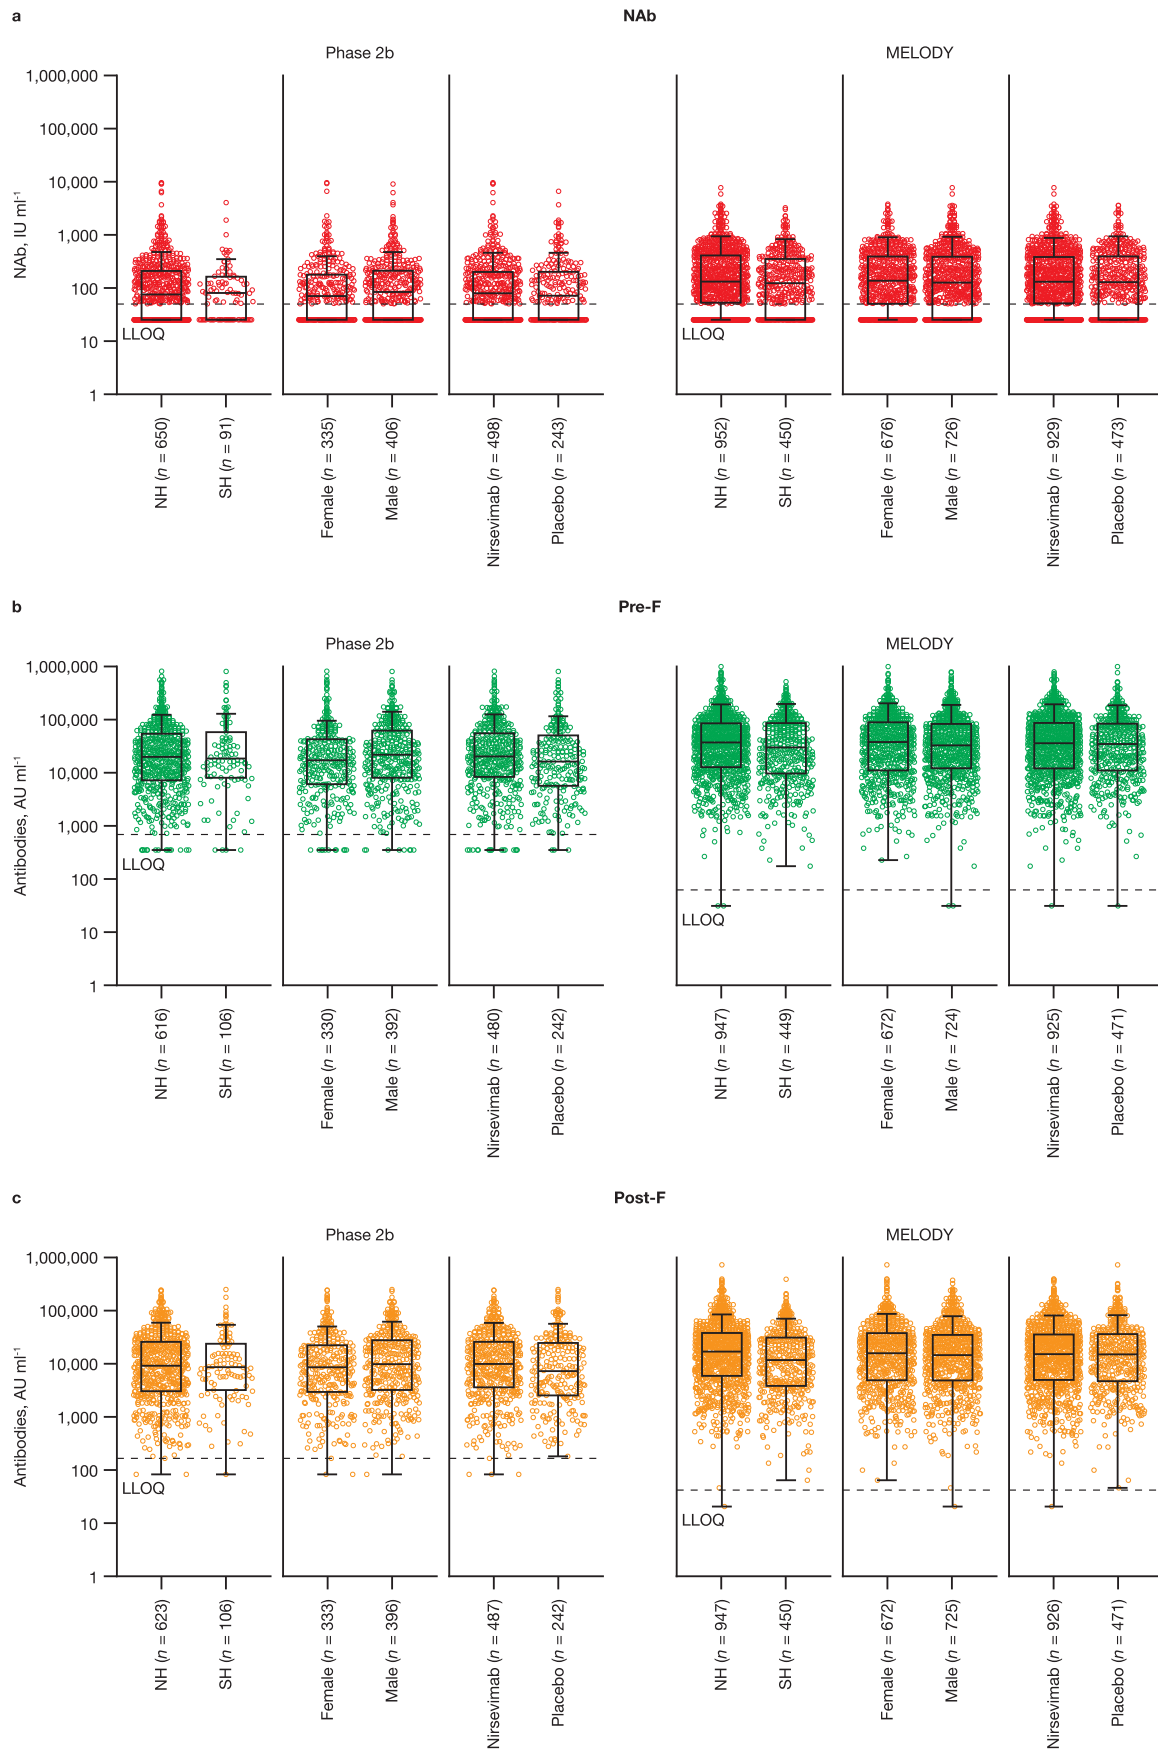 a
NAb
Phase 2b
MELODY
NAb, IU ml⁻¹
1,000,000
100,000
10,000
1,000
100
10
1
LLOQ
LLOQ
NH (n = 650)
SH (n = 91)
Female (n = 335)
Male (n = 406)
Nirsevimab (n = 498)
Placebo (n = 243)
NH (n = 952)
SH (n = 450)
Female (n = 676)
Male (n = 726)
Nirsevimab (n = 929)
Placebo (n = 473)
b
Pre-F
Phase 2b
MELODY
Antibodies, AU ml⁻¹
1,000,000
100,000
10,000
1,000
100
10
1
LLOQ
LLOQ
NH (n = 616)
SH (n = 106)
Female (n = 330)
Male (n = 392)
Nirsevimab (n = 480)
Placebo (n = 242)
NH (n = 947)
SH (n = 449)
Female (n = 672)
Male (n = 724)
Nirsevimab (n = 925)
Placebo (n = 471)
c
Post-F
Phase 2b
MELODY
Antibodies, AU ml⁻¹
1,000,000
100,000
10,000
1,000
100
10
1
LLOQ
LLOQ
NH (n = 623)
SH (n = 106)
Female (n = 333)
Male (n = 396)
Nirsevimab (n = 487)
Placebo (n = 242)
NH (n = 947)
SH (n = 450)
Female (n = 672)
Male (n = 725)
Nirsevimab (n = 926)
Placebo (n = 471)